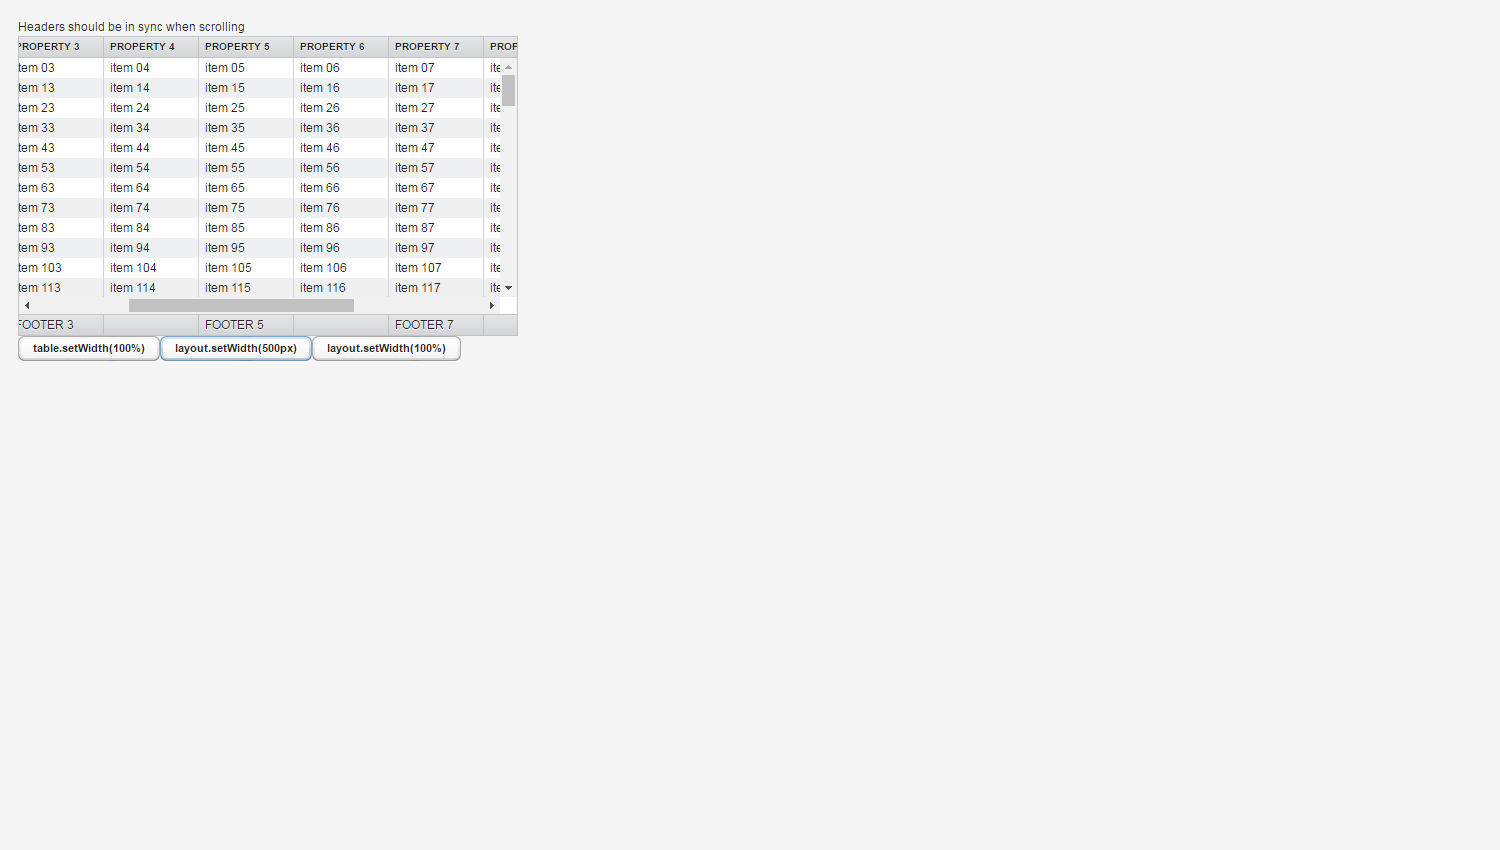 Headers should be in sync when scrolling
PROPERTY 3 PROPERTY 4 PROPERTY 5 PROPERTY 6 PROPERTY 7 PROP
tem 03 item 04 item 05 item 06 item 07 ite
tem 13 item 14 item 15 item 16 item 17 ite
tem 23 item 24 item 25 item 26 item 27 ite
tem 33 item 34 item 35 item 36 item 37 ite
tem 43 item 44 item 45 item 46 item 47 ite
tem 53 item 54 item 55 item 56 item 57 ite
tem 63 item 64 item 65 item 66 item 67 ite
tem 73 item 74 item 75 item 76 item 77 ite
tem 83 item 84 item 85 item 86 item 87 ite
tem 93 item 94 item 95 item 96 item 97 ite
tem 103 item 104 item 105 item 106 item 107 ite
tem 113 item 114 item 115 item 116 item 117 ite
FOOTER 3 FOOTER 5 FOOTER 7
table.setWidth(100%) layout.setWidth(500px) layout.setWidth(100%)